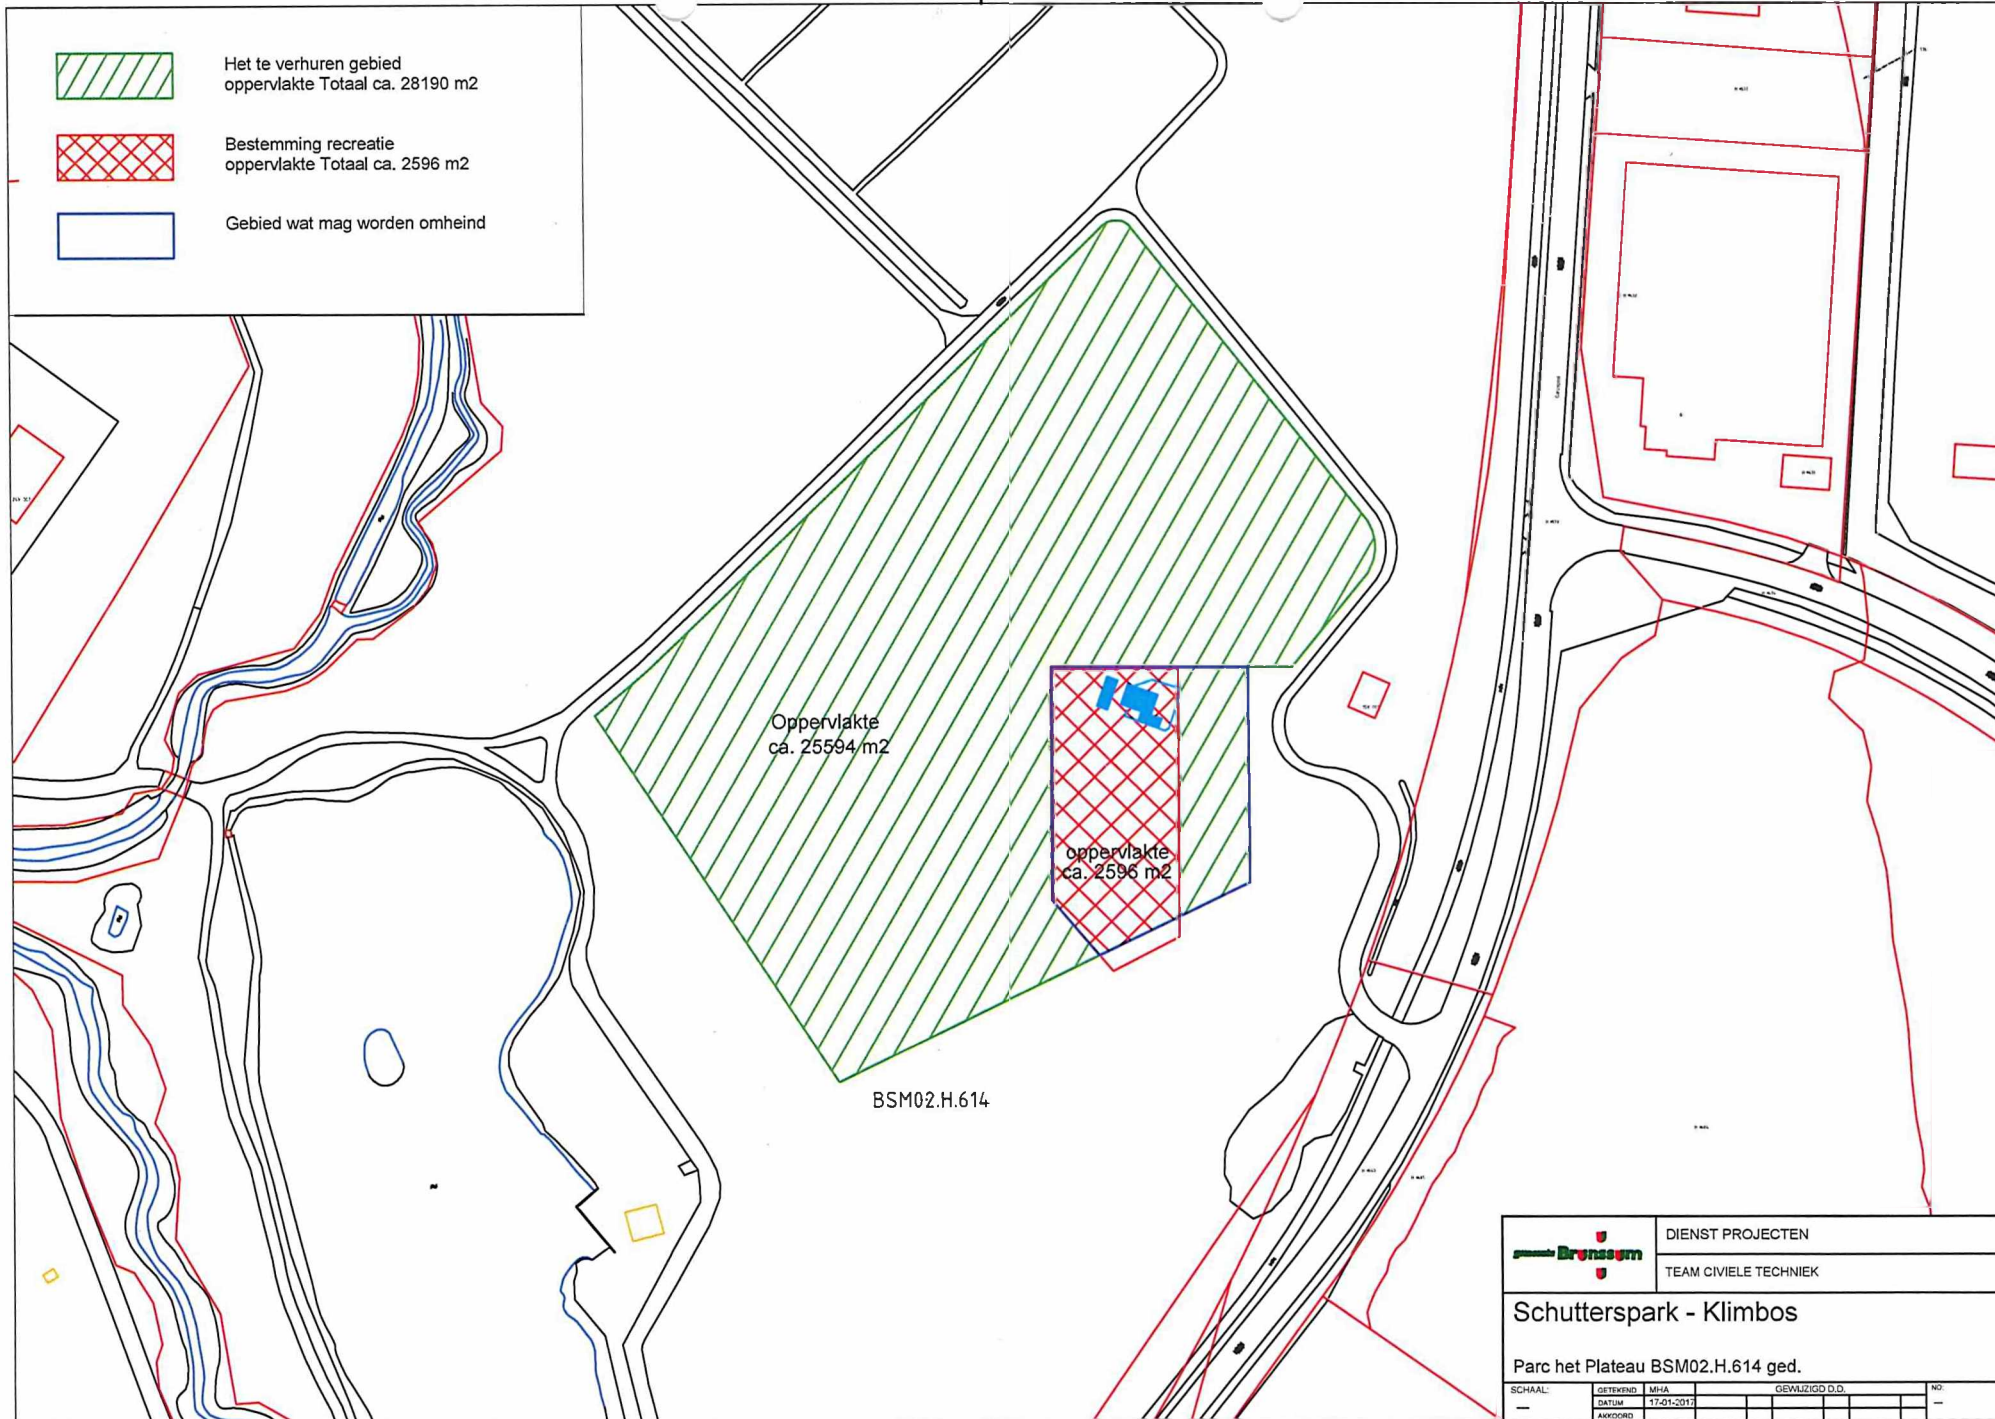 Het te verhuren gebied
oppervlakte Totaal ca. 28190 m2
Bestemming recreatie
oppervlakte Totaal ca. 2596 m2
Gebied wat mag worden omheind
Oppervlakte
ca. 25594 m2
oppervlakte
ca. 2596 m2
BSM02.H.614
gemeente Brunssum
DIENST PROJECTEN
TEAM CIVIELE TECHNIEK
Schutterspark - Klimbos
Parc het Plateau BSM02.H.614 ged.
SCHAAL: GETEKEND MHA GEWIJZIGD D.D. NO:
— DATUM 17-01-2017 —
AKKOORD